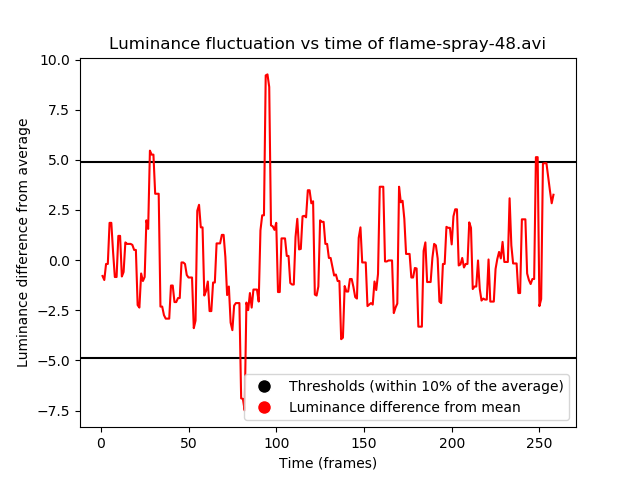 Luminance fluctuation vs time of flame-spray-48.avi
Luminance difference from average
10.0
7.5
5.0
2.5
0.0
−2.5
−5.0
−7.5
Thresholds (within 10% of the average)
Luminance difference from mean
0 50 100 150 200 250
Time (frames)